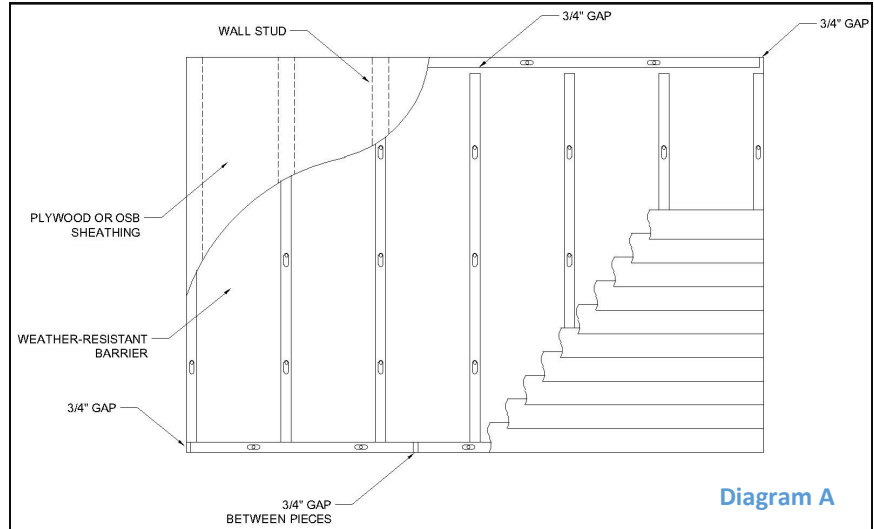 3/4" GAP
3/4" GAP
WALL STUD
PLYWOOD OR OSB
SHEATHING
WEATHER-RESISTANT
BARRIER
3/4" GAP
3/4" GAP
BETWEEN PIECES
Diagram A